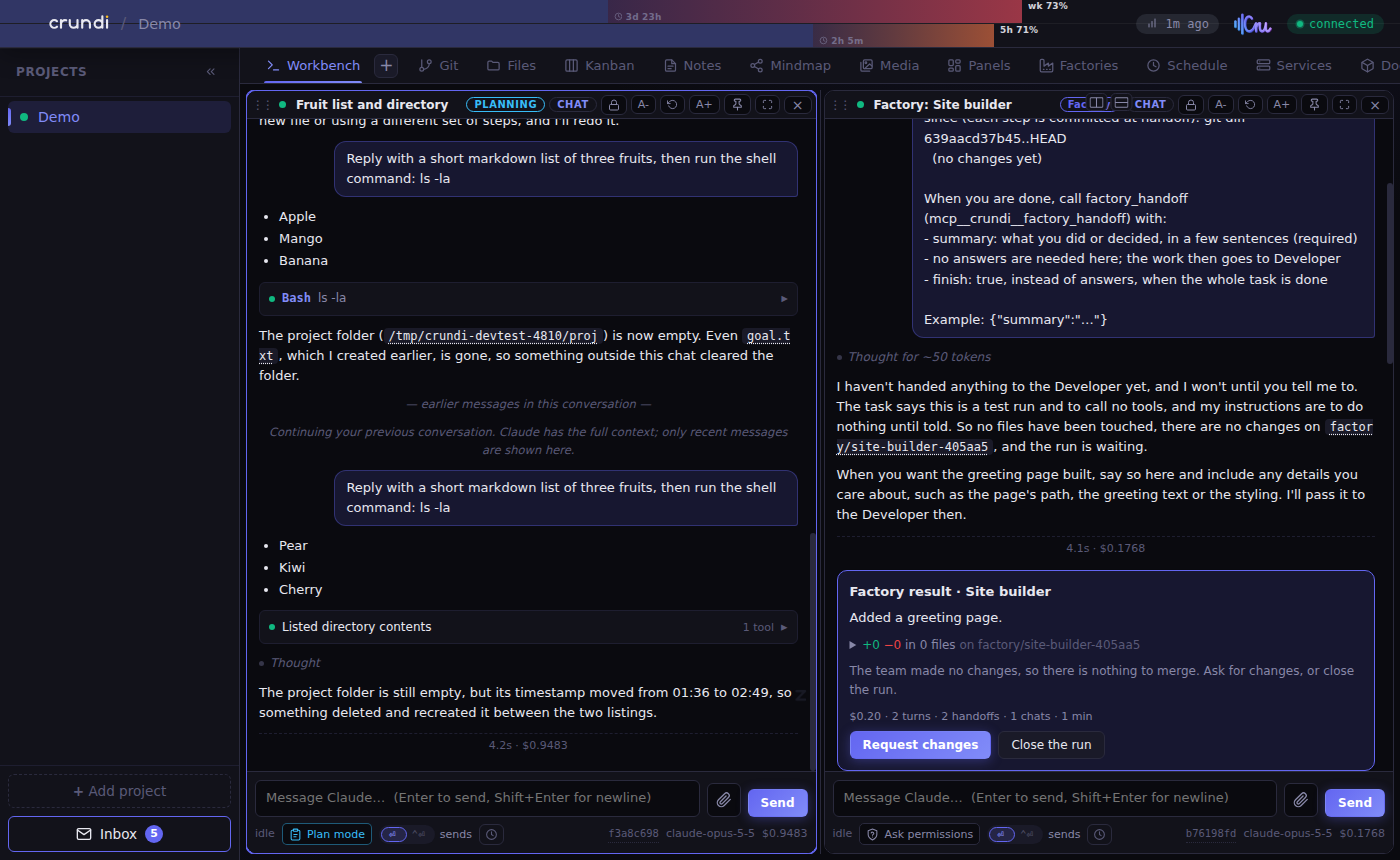 crundi / Demo
3d 23h
wk 73%
2h 5m
5h 71%
1m ago
Cru
connected
PROJECTS «
Demo
+ Add project
Inbox 5
Workbench + Git Files Kanban Notes Mindmap Media Panels Factories Schedule Services Do
Fruit list and directory PLANNING CHAT A- A+ ×
new file or using a different set of steps, and I'll redo it.
Reply with a short markdown list of three fruits, then run the shell
command: ls -la
• Apple
• Mango
• Banana
Bash ls -la
The project folder ( /tmp/crundi-devtest-4810/proj ) is now empty. Even goal.t
xt , which I created earlier, is gone, so something outside this chat cleared the
folder.
— earlier messages in this conversation —
Continuing your previous conversation. Claude has the full context; only recent messages
are shown here.
Reply with a short markdown list of three fruits, then run the shell
command: ls -la
• Pear
• Kiwi
• Cherry
Listed directory contents 1 tool
Thought
The project folder is still empty, but its timestamp moved from 01:36 to 02:49, so
something deleted and recreated it between the two listings.
z
4.2s · $0.9483
Message Claude… (Enter to send, Shift+Enter for newline)
Send
idle Plan mode ⏎ ^⏎ sends f3a8c698 claude-opus-5-5 $0.9483
Factory: Site builder Fac CHAT A- A+ ×
since (each step is committed at handoff): git diff
639aacd37b45..HEAD
(no changes yet)
When you are done, call factory_handoff
(mcp__crundi__factory_handoff) with:
- summary: what you did or decided, in a few sentences (required)
- no answers are needed here; the work then goes to Developer
- finish: true, instead of answers, when the whole task is done
Example: {"summary":"…"}
Thought for ~50 tokens
I haven't handed anything to the Developer yet, and I won't until you tell me to.
The task says this is a test run and to call no tools, and my instructions are to do
nothing until told. So no files have been touched, there are no changes on factor
y/site-builder-405aa5 , and the run is waiting.
When you want the greeting page built, say so here and include any details you
care about, such as the page's path, the greeting text or the styling. I'll pass it to
the Developer then.
4.1s · $0.1768
Factory result · Site builder
Added a greeting page.
+0 −0 in 0 files on factory/site-builder-405aa5
The team made no changes, so there is nothing to merge. Ask for changes, or close
the run.
$0.20 · 2 turns · 2 handoffs · 1 chats · 1 min
Request changes Close the run
Message Claude… (Enter to send, Shift+Enter for newline)
Send
idle Ask permissions ⏎ ^⏎ sends b76198fd claude-opus-5-5 $0.1768